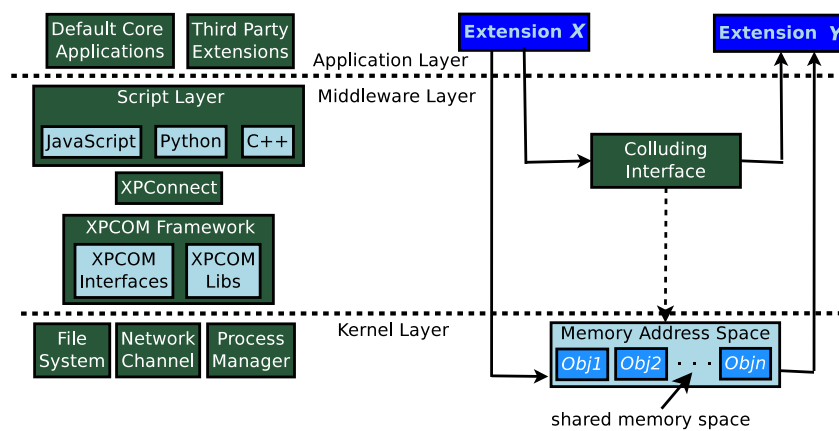 Default Core
Applications
Third Party
Extensions
Extension X
Extension Y
Application Layer
Script Layer
Middleware Layer
JavaScript
Python
C++
Colluding
Interface
XPConnect
XPCOM Framework
XPCOM
Interfaces
XPCOM
Libs
Kernel Layer
File
System
Network
Channel
Process
Manager
Memory Address Space
Obj1
Obj2
· · ·
Objn
shared memory space